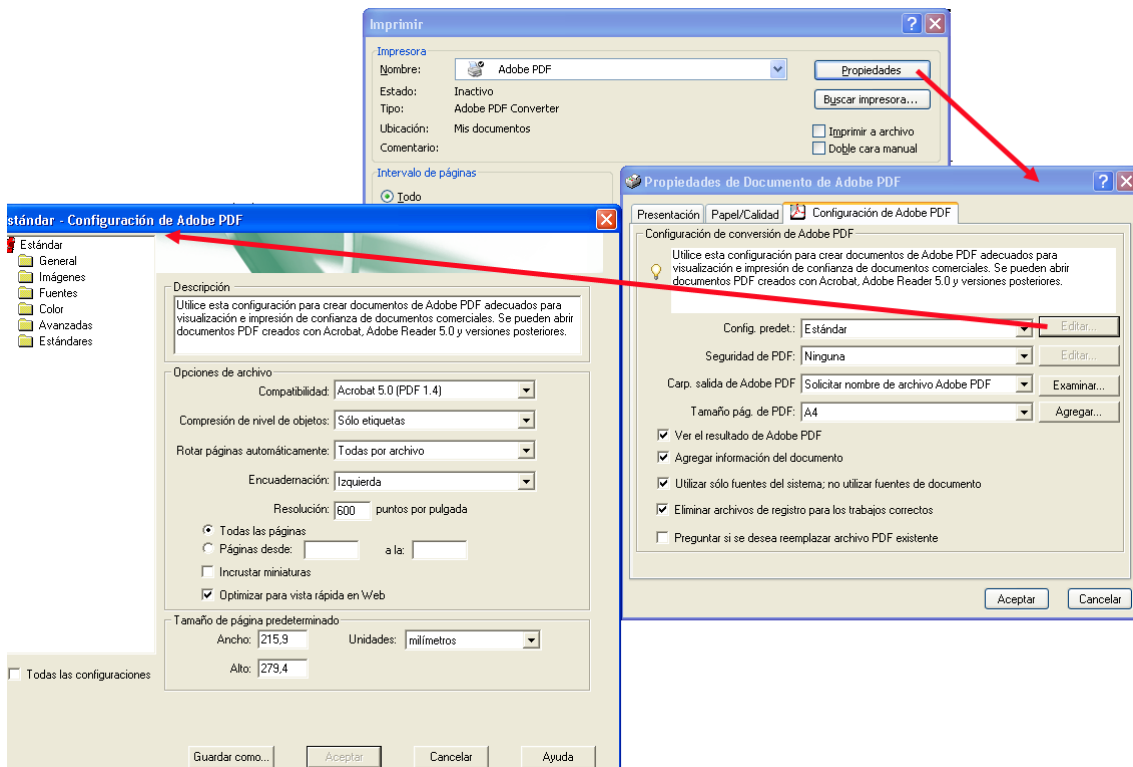 Imprimir
Impresora
Nombre: Adobe PDF Propiedades
Estado: Inactivo
Buscar impresora...
Tipo: Adobe PDF Converter
Ubicación: Mis documentos
Imprimir a archivo
Comentario:
Doble cara manual
Intervalo de páginas
Todo
Propiedades de Documento de Adobe PDF
Presentación Papel/Calidad Configuración de Adobe PDF
Configuración de conversión de Adobe PDF
Utilice esta configuración para crear documentos de Adobe PDF adecuados para
visualización e impresión de confianza de documentos comerciales. Se pueden abrir
documentos PDF creados con Acrobat, Adobe Reader 5.0 y versiones posteriores.
Config. predet.: Estándar Editar...
Seguridad de PDF: Ninguna Editar...
Carp. salida de Adobe PDF Solicitar nombre de archivo Adobe PDF Examinar...
Tamaño pág. de PDF: A4 Agregar...
Ver el resultado de Adobe PDF
Agregar información del documento
Utilizar sólo fuentes del sistema; no utilizar fuentes de documento
Eliminar archivos de registro para los trabajos correctos
Preguntar si se desea reemplazar archivo PDF existente
Aceptar Cancelar
stándar - Configuración de Adobe PDF
Estándar
General
Imágenes
Fuentes
Color
Avanzadas
Estándares
Todas las configuraciones
Descripción
Utilice esta configuración para crear documentos de Adobe PDF adecuados para
visualización e impresión de confianza de documentos comerciales. Se pueden abrir
documentos PDF creados con Acrobat, Adobe Reader 5.0 y versiones posteriores.
Opciones de archivo
Compatibilidad: Acrobat 5.0 (PDF 1.4)
Compresión de nivel de objetos: Sólo etiquetas
Rotar páginas automáticamente: Todas por archivo
Encuadernación: Izquierda
Resolución: 600 puntos por pulgada
Todas las páginas
Páginas desde: a la:
Incrustar miniaturas
Optimizar para vista rápida en Web
Tamaño de página predeterminado
Ancho: 215,9 Unidades: milímetros
Alto: 279,4
Guardar como... Aceptar Cancelar Ayuda